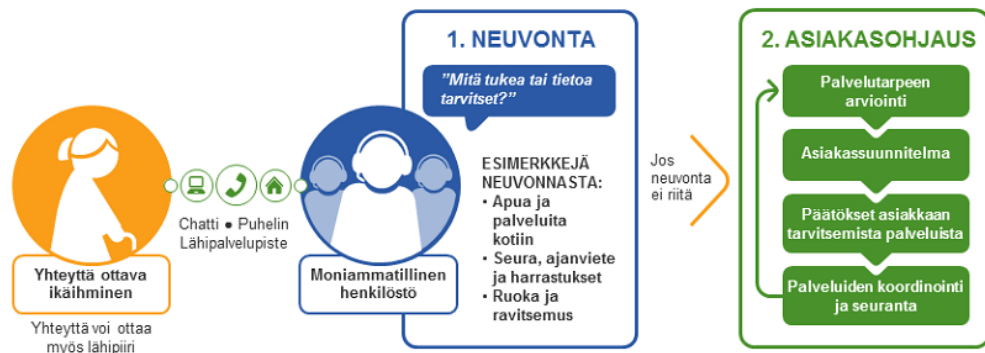 Yhteyttä ottava
ikäihminen
Yhteyttä voi ottaa
myös lähipiiri
Chatti ● Puhelin
Lähipalvelupiste
Moniammatillinen
henkilöstö
1. NEUVONTA
”Mitä tukea tai tietoa
tarvitset?”
ESIMERKKEJÄ
NEUVONNASTA:
• Apua ja
palveluita
kotiin
• Seura, ajanviete
ja harrastukset
• Ruoka ja
ravitsemus
Jos
neuvonta
ei riitä
2. ASIAKASOHJAUS
Palvelutarpeen
arviointi
Asiakassuunnitelma
Päätökset asiakkaan
tarvitsemista palveluista
Palveluiden koordinointi
ja seuranta